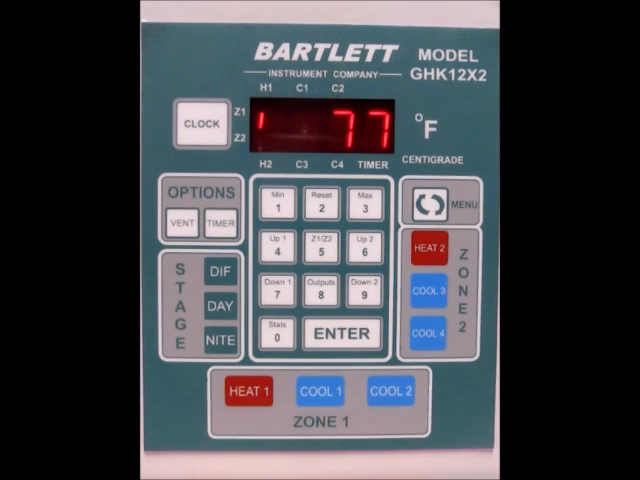 BARTLETT
INSTRUMENT COMPANY
MODEL
GHK12X2
H1 C1 C2
CLOCK
Z1
Z2
77
°F
H2 C3 C4 TIMER
CENTIGRADE
OPTIONS
VENT TIMER
STAGE
DIF
DAY
NITE
Min
1
Reset
2
Max
3
Up 1
4
Z1/Z2
5
Up 2
6
Down 1
7
Outputs
8
Down 2
9
Stats
0
ENTER
MENU
HEAT 2
COOL 3
COOL 4
ZONE 2
HEAT 1 COOL 1 COOL 2
ZONE 1